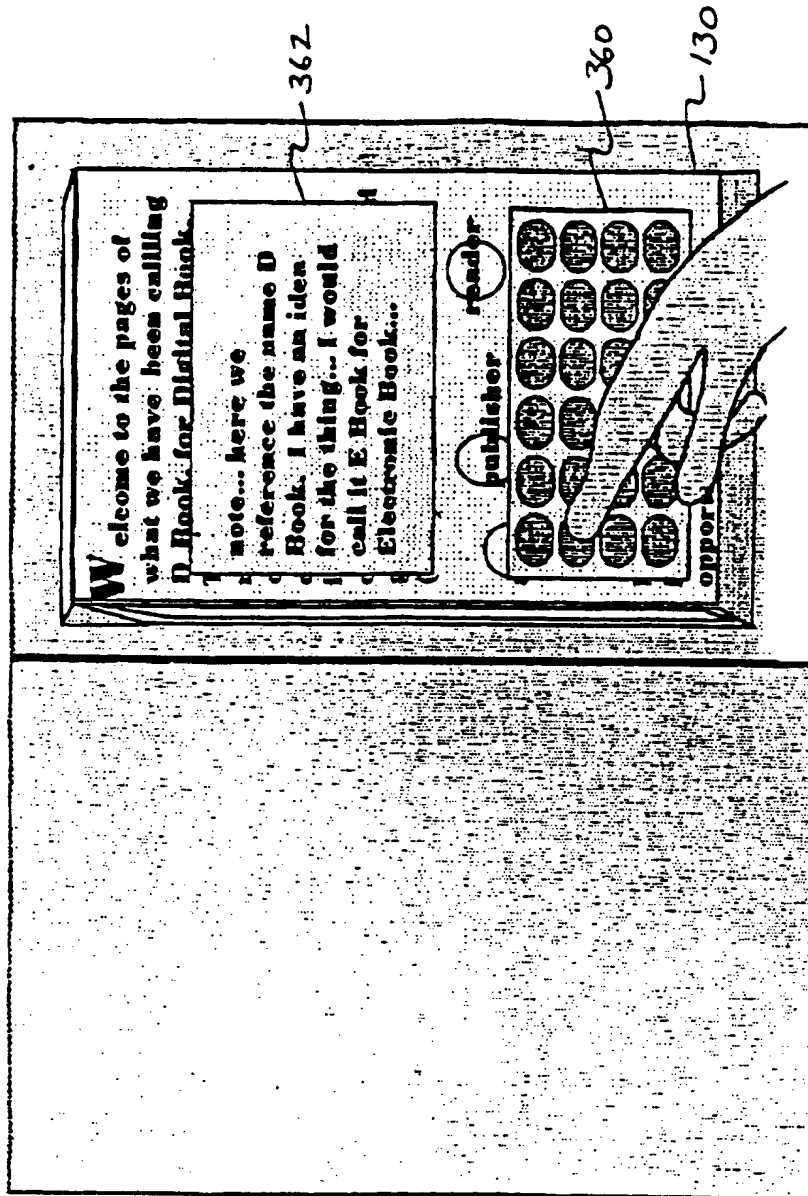 Welcome to the pages of
what we have been callling
D Book, for Digital Book
note... here we
reference the name D
Book. I have an idea
for the thing... I would
call it E Book for
Electronic Book...
publisher
reader
opport
362
360
130